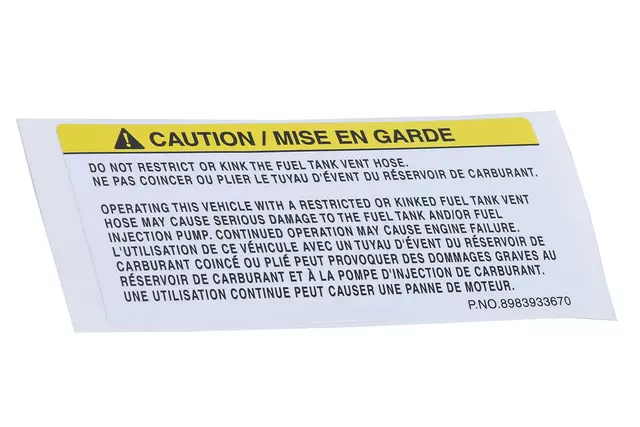 CAUTION / MISE EN GARDE
DO NOT RESTRICT OR KINK THE FUEL TANK VENT HOSE.
NE PAS COINCER OU PLIER LE TUYAU D'ÉVENT DU RÉSERVOIR DE CARBURANT.
OPERATING THIS VEHICLE WITH A RESTRICTED OR KINKED FUEL TANK VENT
HOSE MAY CAUSE SERIOUS DAMAGE TO THE FUEL TANK AND/OR FUEL
INJECTION PUMP. CONTINUED OPERATION MAY CAUSE ENGINE FAILURE.
L'UTILISATION DE CE VÉHICULE AVEC UN TUYAU D'ÉVENT DU RÉSERVOIR DE
CARBURANT COINCÉ OU PLIÉ PEUT PROVOQUER DES DOMMAGES GRAVES AU
RÉSERVOIR DE CARBURANT ET À LA POMPE D'INJECTION DE CARBURANT.
UNE UTILISATION CONTINUE PEUT CAUSER UNE PANNE DE MOTEUR.
P.NO.8983933670